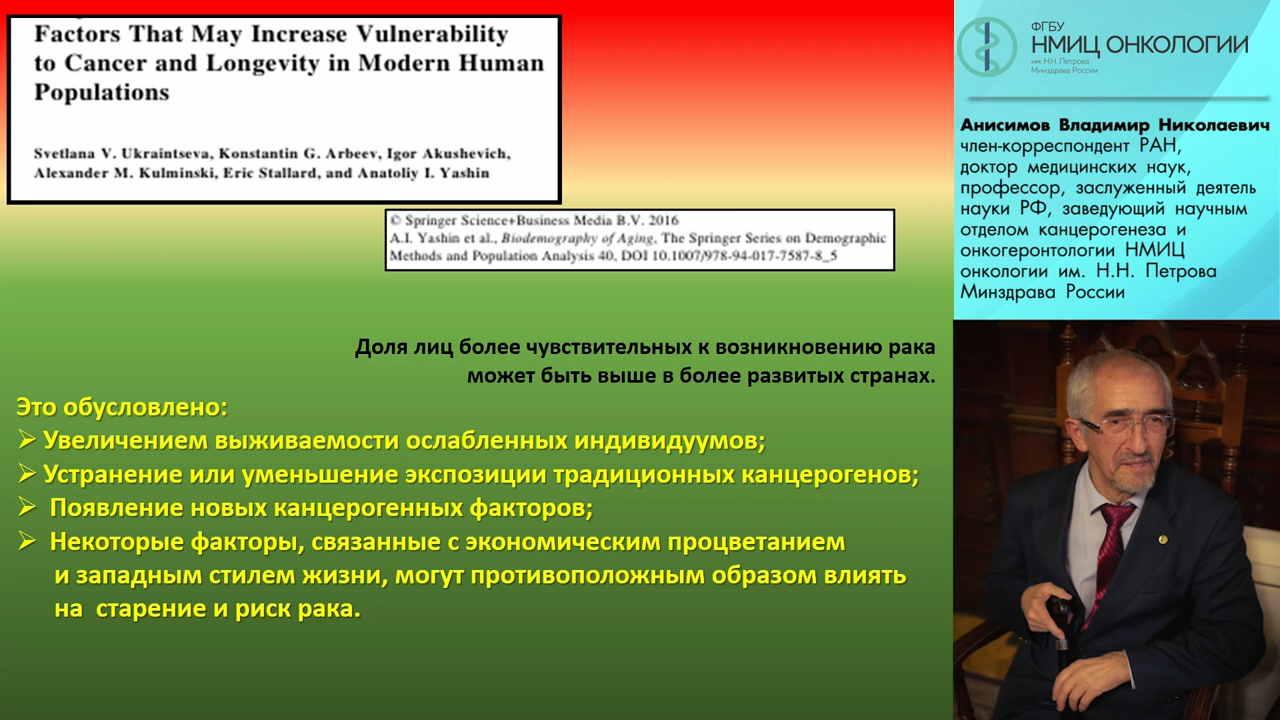 Factors That May Increase Vulnerability
to Cancer and Longevity in Modern Human
Populations
Svetlana V. Ukraintseva, Konstantin G. Arbeev, Igor Akushevich,
Alexander M. Kulminski, Eric Stallard, and Anatoliy I. Yashin
© Springer Science+Business Media B.V. 2016
A.I. Yashin et al., Biodemography of Aging, The Springer Series on Demographic
Methods and Population Analysis 40, DOI 10.1007/978-94-017-7587-8_5
Доля лиц более чувствительных к возникновению рака
может быть выше в более развитых странах.
Это обусловлено:
➢ Увеличением выживаемости ослабленных индивидуумов;
➢ Устранение или уменьшение экспозиции традиционных канцерогенов;
➢ Появление новых канцерогенных факторов;
➢ Некоторые факторы, связанные с экономическим процветанием
и западным стилем жизни, могут противоположным образом влиять
на старение и риск рака.
ФГБУ
НМИЦ ОНКОЛОГИИ
им. Н.Н. Петрова
Минздрава России
Анисимов Владимир Николаевич
член-корреспондент РАН,
доктор медицинских наук,
профессор, заслуженный деятель
науки РФ, заведующий научным
отделом канцерогенеза и
онкогеронтологии НМИЦ
онкологии им. Н.Н. Петрова
Минздрава России